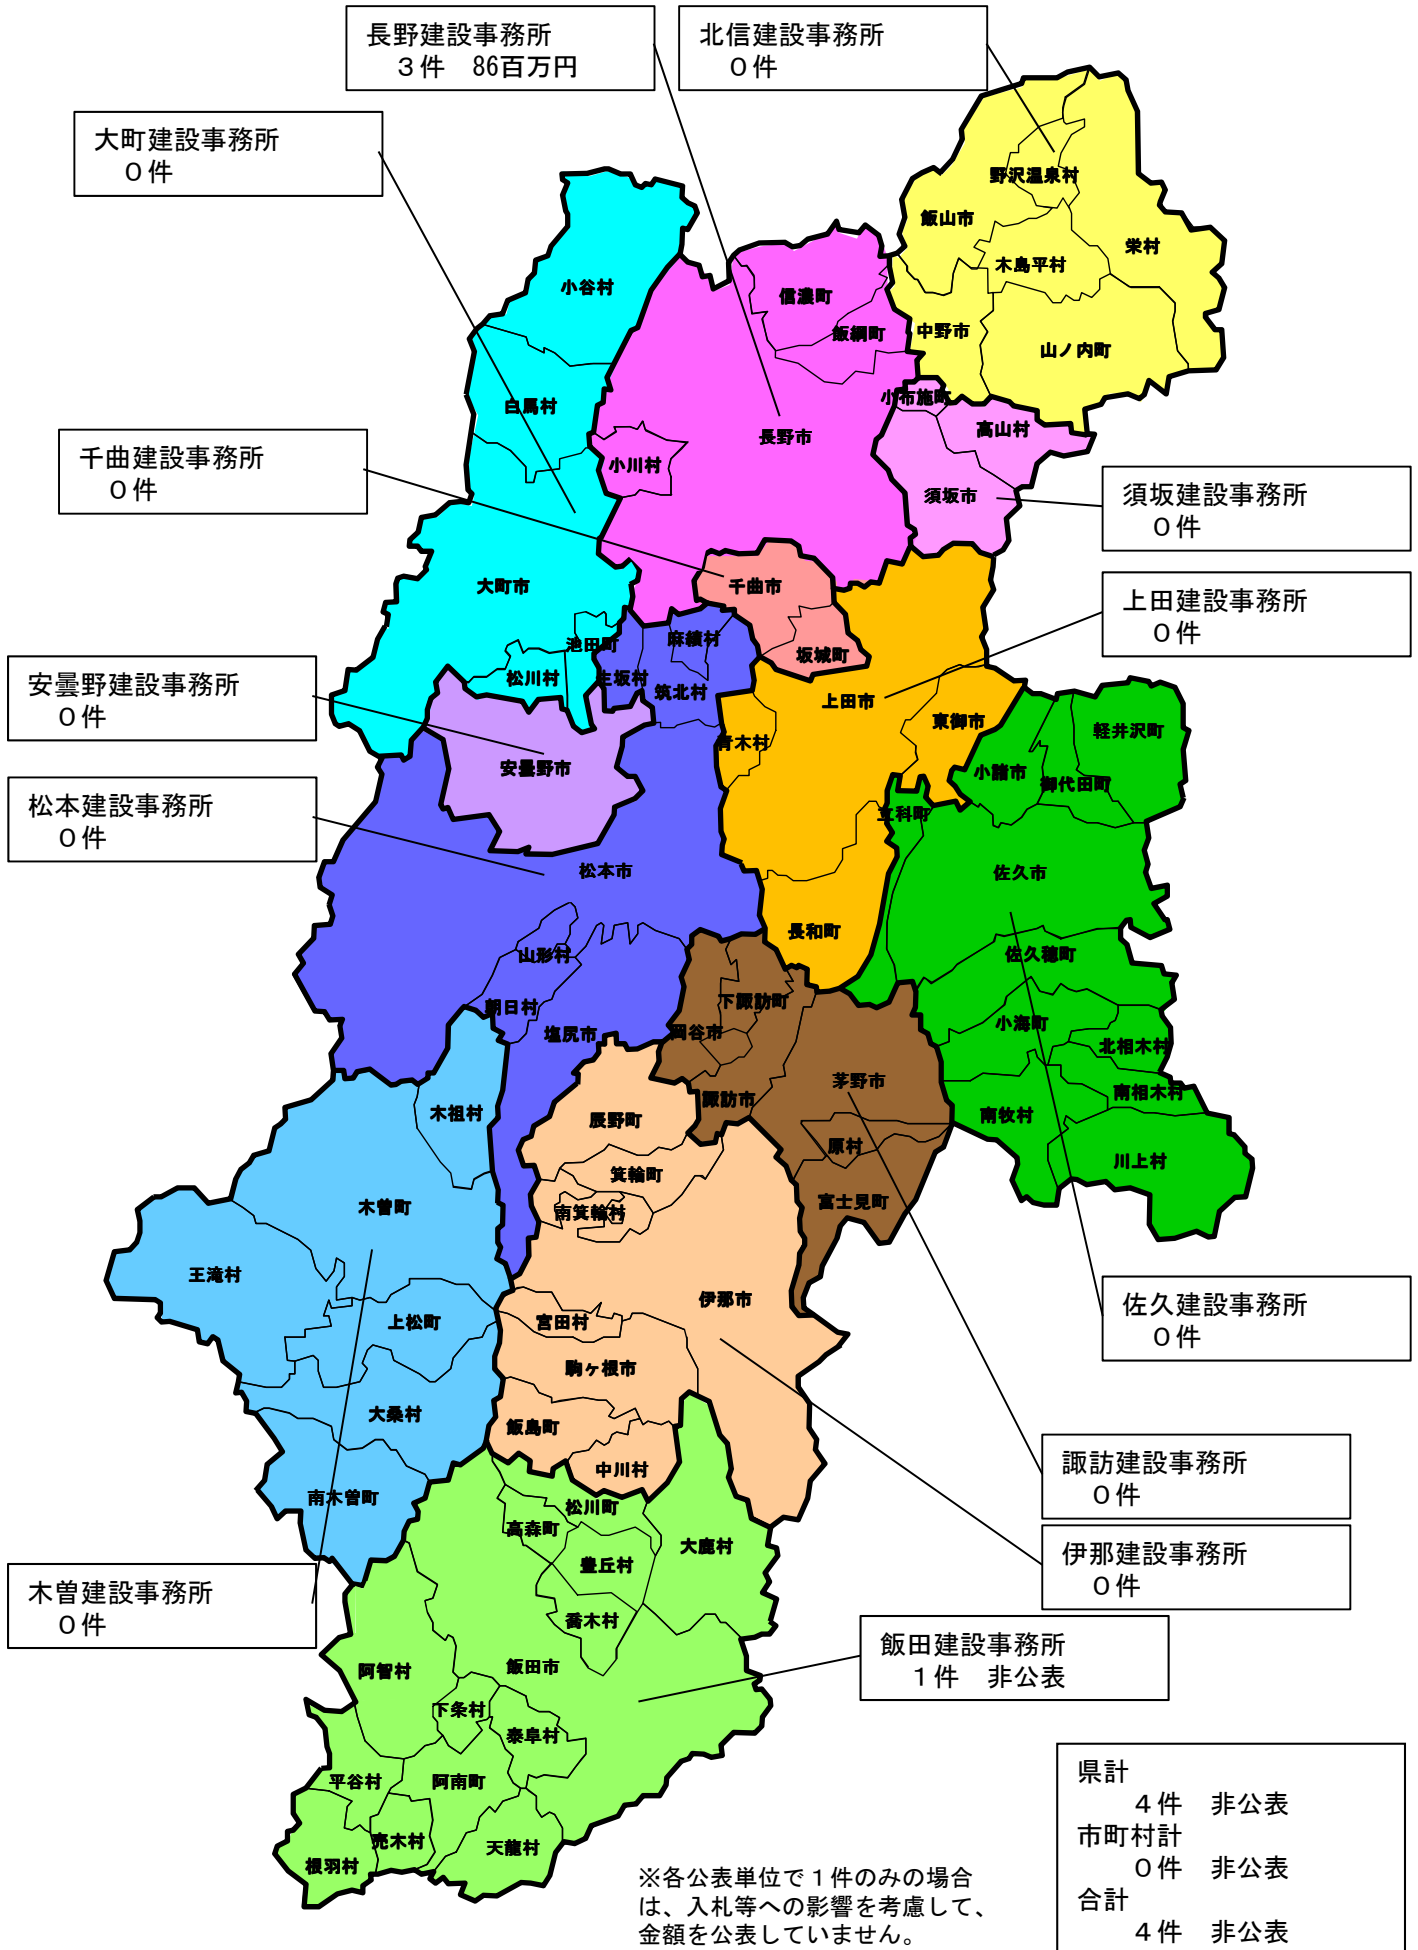 長野建設事務所
３件　86百万円
北信建設事務所
０件
大町建設事務所
０件
千曲建設事務所
０件
須坂建設事務所
０件
上田建設事務所
０件
安曇野建設事務所
０件
松本建設事務所
０件
佐久建設事務所
０件
諏訪建設事務所
０件
伊那建設事務所
０件
木曽建設事務所
０件
飯田建設事務所
１件　非公表
野沢温泉村
飯山市
栄村
木島平村
中野市
山ノ内町
小谷村
信濃町
飯綱町
白馬村
小布施町
高山村
長野市
小川村
須坂市
大町市
千曲市
池田町
麻績村
坂城町
松川村
生坂村
筑北村
上田市
東御市
軽井沢町
青木村
安曇野市
小諸市
御代田町
立科町
松本市
佐久市
長和町
山形村
佐久穂町
朝日村
下諏訪町
塩尻市
岡谷市
小海町
北相木村
木祖村
諏訪市
茅野市
南相木村
辰野町
南牧村
原村
川上村
箕輪町
富士見町
木曽町
南箕輪村
王滝村
伊那市
上松町
宮田村
駒ヶ根市
大桑村
飯島町
中川村
南木曽町
松川町
高森町
大鹿村
豊丘村
喬木村
阿智村
飯田市
下条村
泰阜村
平谷村
阿南町
売木村
天龍村
根羽村
※各公表単位で１件のみの場合
は、入札等への影響を考慮して、
金額を公表していません。
県計
４件　非公表
市町村計
０件　非公表
合計
４件　非公表